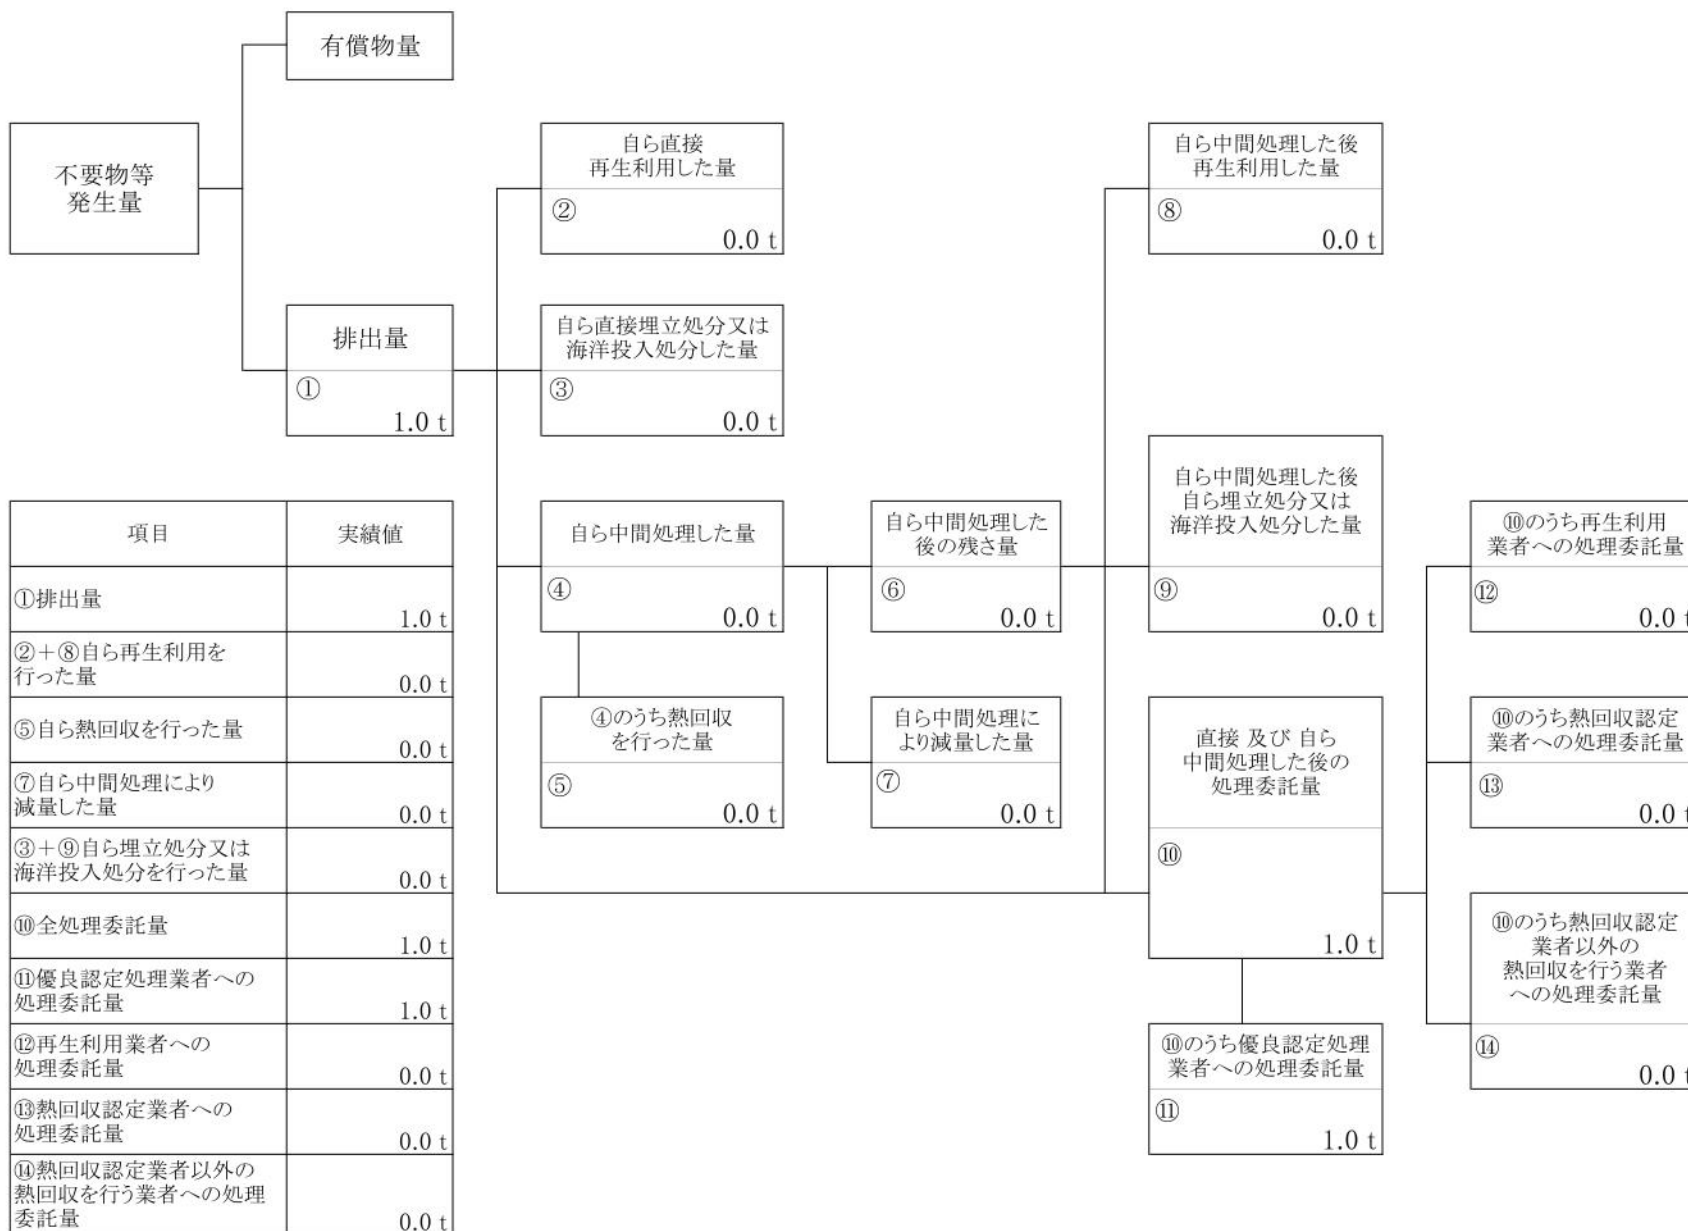 有償物量
不要物等
発生量
自ら直接
再生利用した量
②
0.0 t
自ら中間処理した後
再生利用した量
⑧
0.0 t
排出量
①
1.0 t
自ら直接埋立処分又は
海洋投入処分した量
③
0.0 t
自ら中間処理した量
④
0.0 t
自ら中間処理した
後の残さ量
⑥
0.0 t
自ら中間処理した後
自ら埋立処分又は
海洋投入処分した量
⑨
0.0 t
⑩のうち再生利用
業者への処理委託量
⑫
0.0 t
④のうち熱回収
を行った量
⑤
0.0 t
自ら中間処理に
より減量した量
⑦
0.0 t
直接 及び 自ら
中間処理した後の
処理委託量
⑩
1.0 t
⑩のうち熱回収認定
業者への処理委託量
⑬
0.0 t
⑩のうち熱回収認定
業者以外の
熱回収を行う業者
への処理委託量
⑭
0.0 t
⑩のうち優良認定処理
業者への処理委託量
⑪
1.0 t
項目 実績値
①排出量
1.0 t
②＋⑧自ら再生利用を
行った量
0.0 t
⑤自ら熱回収を行った量
0.0 t
⑦自ら中間処理により
減量した量
0.0 t
③＋⑨自ら埋立処分又は
海洋投入処分を行った量
0.0 t
⑩全処理委託量
1.0 t
⑪優良認定処理業者への
処理委託量
1.0 t
⑫再生利用業者への
処理委託量
0.0 t
⑬熱回収認定業者への
処理委託量
0.0 t
⑭熱回収認定業者以外の
熱回収を行う業者への処理
委託量
0.0 t